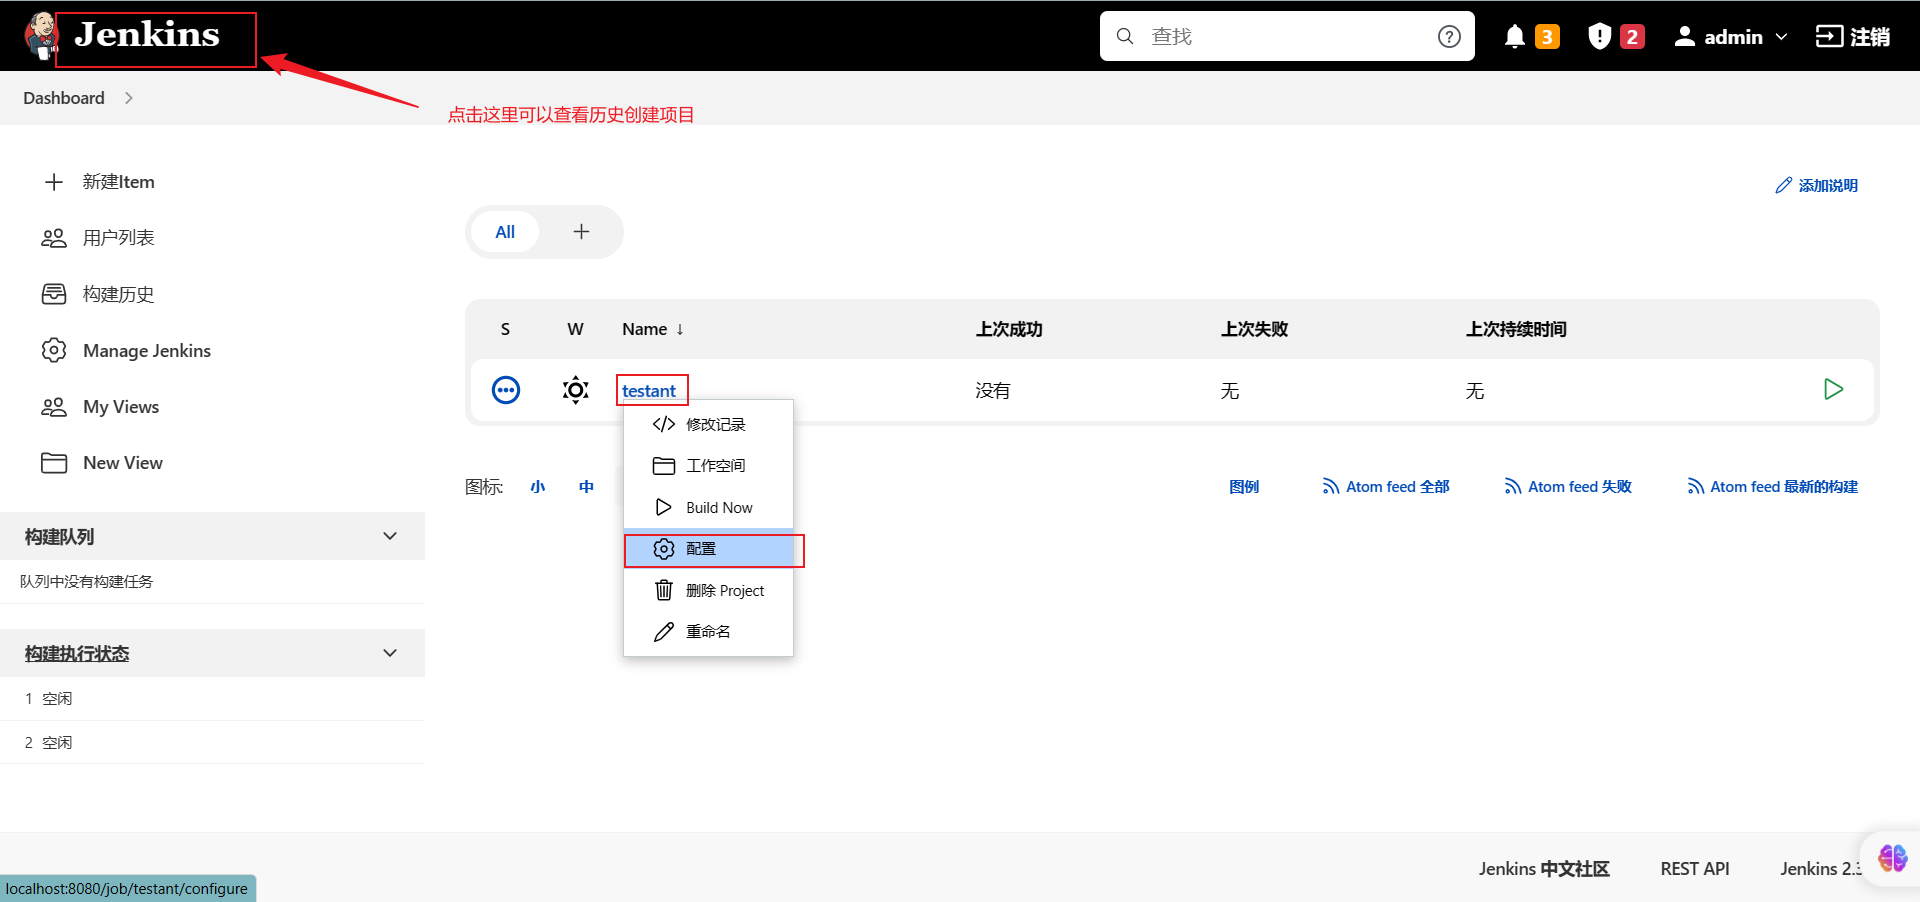 Jenkins
查找
3
2
admin
注销
Dashboard
点击这里可以查看历史创建项目
新建Item
用户列表
构建历史
Manage Jenkins
My Views
New View
构建队列
队列中没有构建任务
构建执行状态
1 空闲
2 空闲
添加说明
All
S W Name ↓ 上次成功 上次失败 上次持续时间
testant 没有 无 无
修改记录
工作空间
Build Now
配置
删除 Project
重命名
图标: 小 中
图例 Atom feed 全部 Atom feed 失败 Atom feed 最新的构建
Jenkins 中文社区 REST API Jenkins 2.3
localhost:8080/job/testant/configure